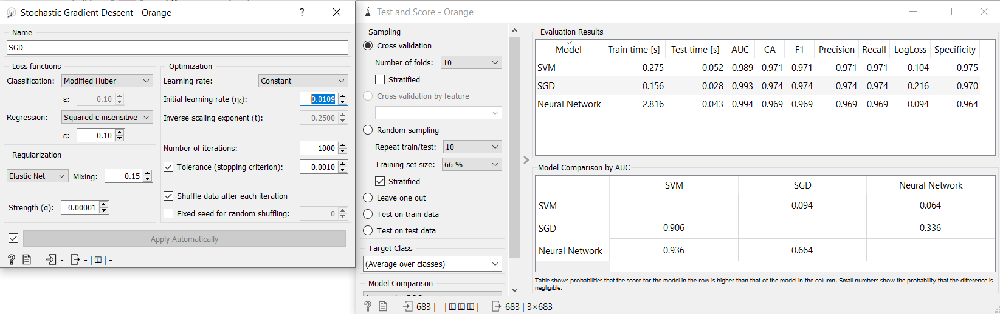 Stochastic Gradient Descent - Orange
Name
SGD
Loss functions
Classification: Modified Huber
ε: 0.10
Regression: Squared ε insensitive
ε: 0.10
Regularization
Elastic Net Mixing: 0.15
Strength (α): 0.00001
Optimization
Learning rate: Constant
Initial learning rate (η₀): 0.0109
Inverse scaling exponent (t): 0.2500
Number of iterations: 1000
Tolerance (stopping criterion): 0.0010
Shuffle data after each iteration
Fixed seed for random shuffling: 0
Apply Automatically
? - - | L | -
Test and Score - Orange
Sampling
Cross validation
Number of folds: 10
Stratified
Cross validation by feature
Random sampling
Repeat train/test: 10
Training set size: 66 %
Stratified
Leave one out
Test on train data
Test on test data
Target Class
(Average over classes)
Model Comparison
Evaluation Results
Model Train time [s] Test time [s] AUC CA F1 Precision Recall LogLoss Specificity
SVM 0.275 0.052 0.989 0.971 0.971 0.971 0.971 0.104 0.975
SGD 0.156 0.028 0.993 0.974 0.974 0.974 0.974 0.216 0.970
Neural Network 2.816 0.043 0.994 0.969 0.969 0.969 0.969 0.094 0.964
Model Comparison by AUC
SVM SGD Neural Network
SVM 0.094 0.064
SGD 0.906 0.336
Neural Network 0.936 0.664
Table shows probabilities that the score for the model in the row is higher than that of the model in the column. Small numbers show the probability that the difference is
negligible.
? 683 | - | L L L | - 683 | 3×683